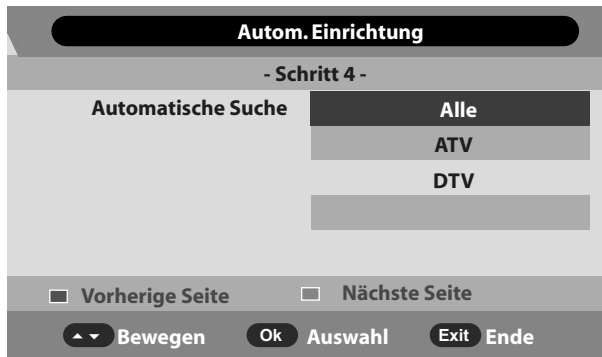 Autom. Einrichtung
- Schritt 4 -
Automatische Suche Alle
ATV
DTV
Vorherige Seite Nächste Seite
Bewegen Ok Auswahl Exit Ende